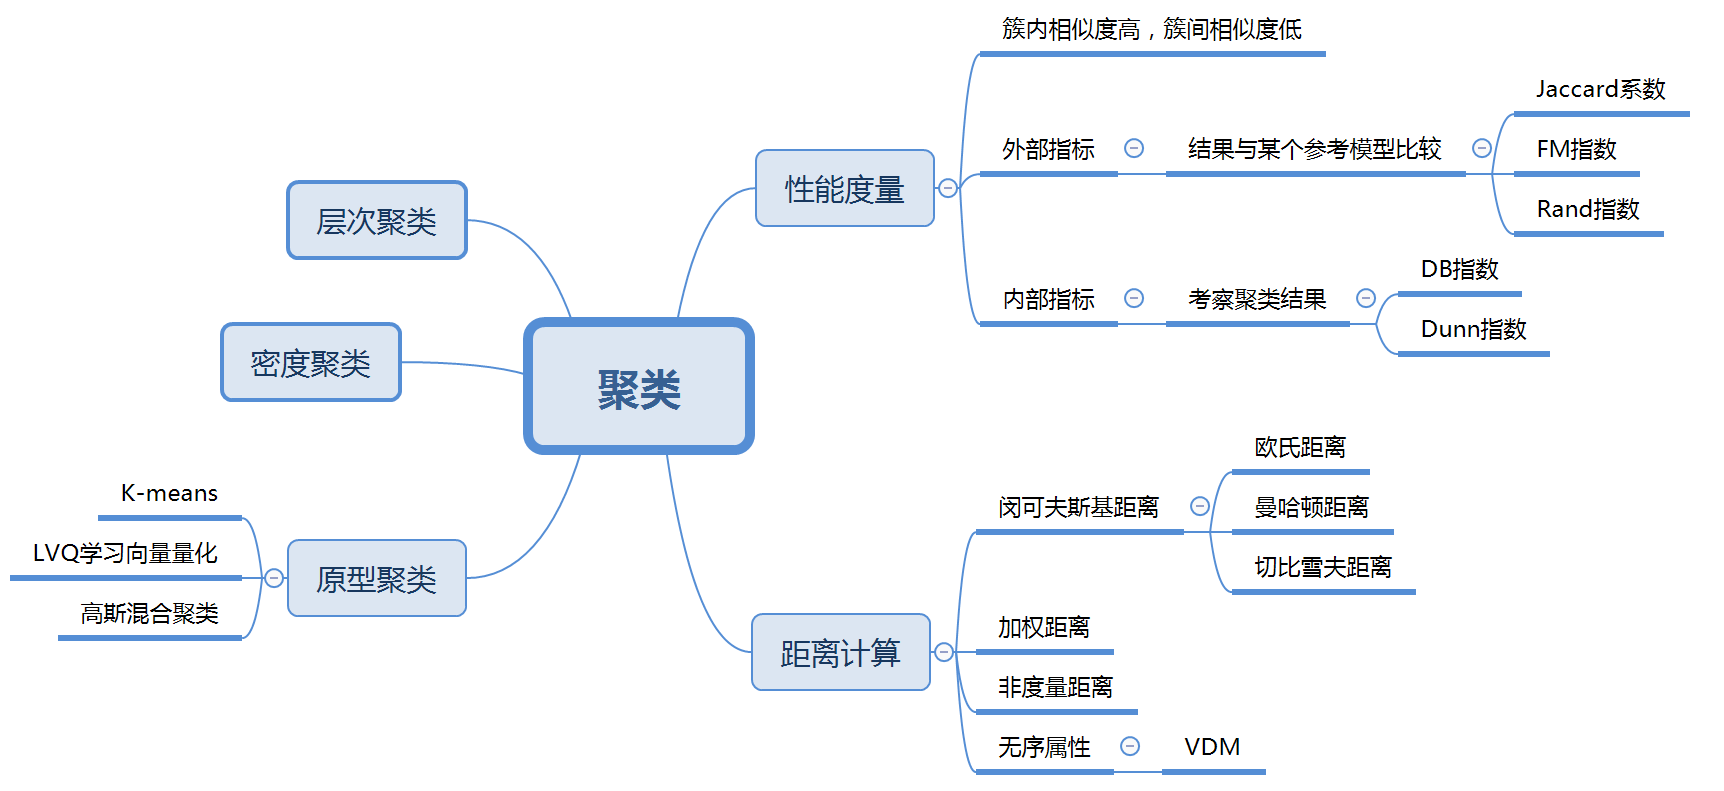 聚类
性能度量
簇内相似度高，簇间相似度低
外部指标
结果与某个参考模型比较
Jaccard系数
FM指数
Rand指数
内部指标
考察聚类结果
DB指数
Dunn指数
距离计算
闵可夫斯基距离
欧氏距离
曼哈顿距离
切比雪夫距离
加权距离
非度量距离
无序属性
VDM
原型聚类
K-means
LVQ学习向量量化
高斯混合聚类
密度聚类
层次聚类